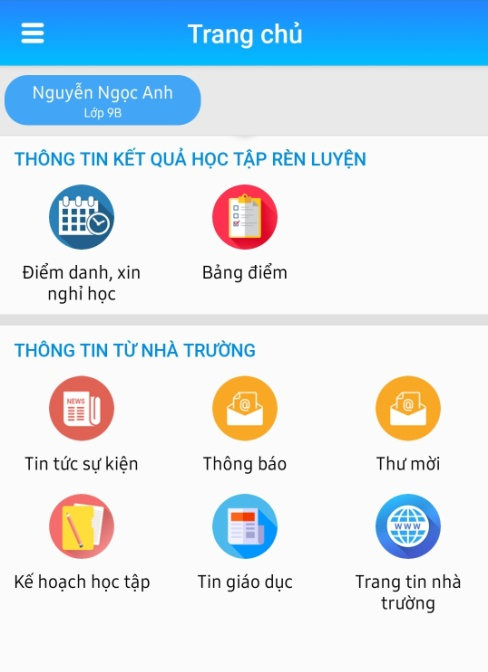 Trang chủ
Nguyễn Ngọc Anh
Lớp 9B
THÔNG TIN KẾT QUẢ HỌC TẬP RÈN LUYỆN
Điểm danh, xin
nghỉ học
Bảng điểm
THÔNG TIN TỪ NHÀ TRƯỜNG
NEWS
@
@
Tin tức sự kiện
Thông báo
Thư mời
WWW
Kế hoạch học tập
Tin giáo dục
Trang tin nhà
trường